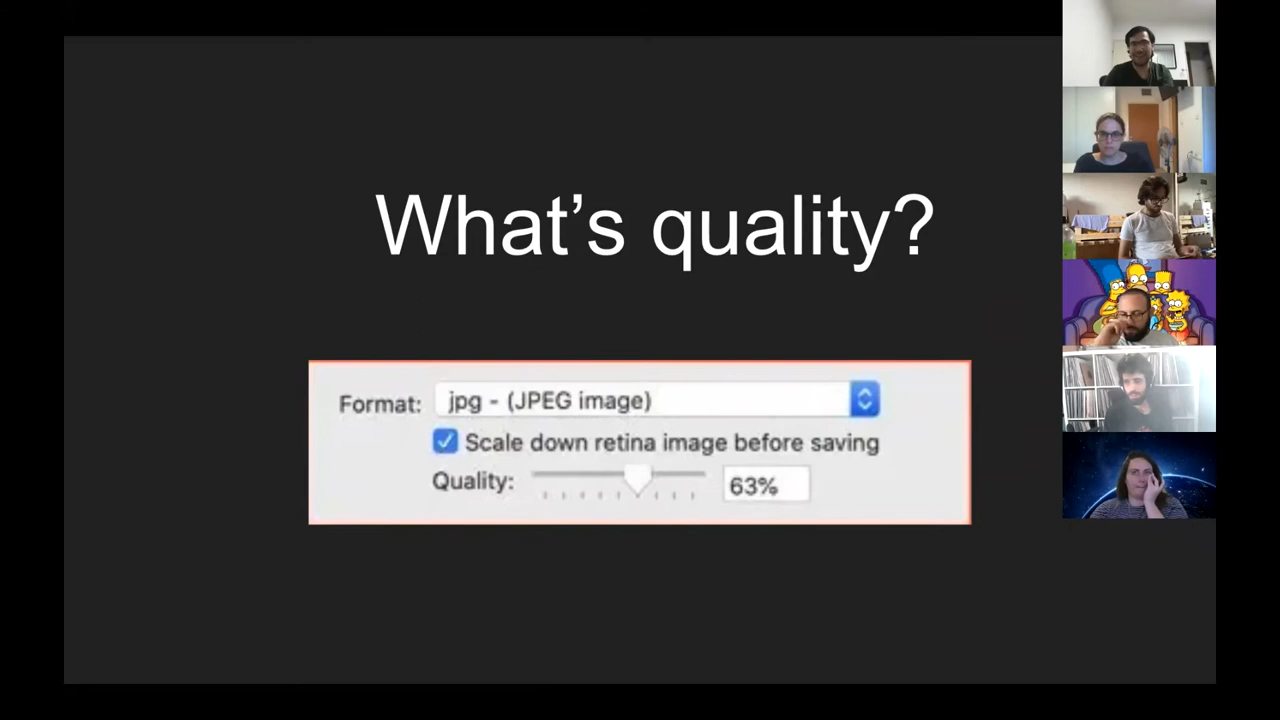 What’s quality?
Format: jpg - (JPEG image)
Scale down retina image before saving
Quality: 63%